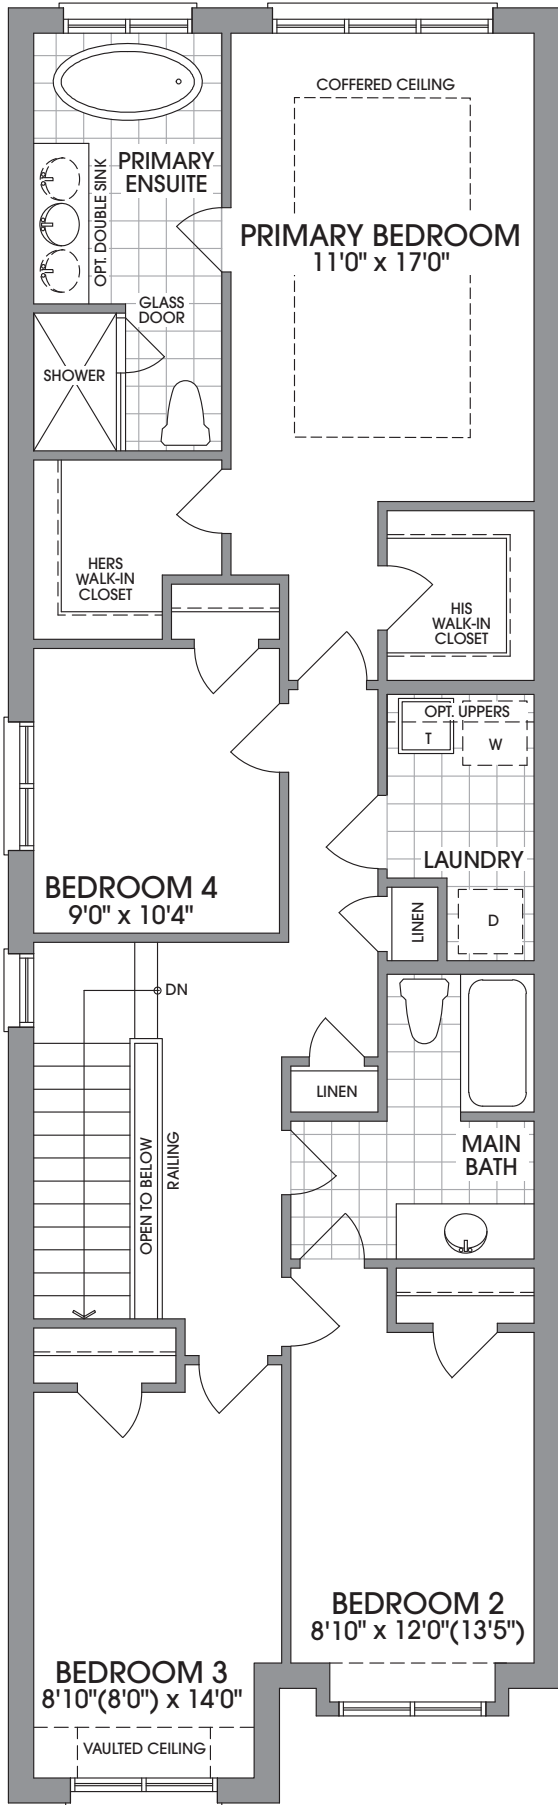 COFFERED CEILING
PRIMARY
ENSUITE
OPT. DOUBLE SINK
PRIMARY BEDROOM
11'0" x 17'0"
GLASS
DOOR
SHOWER
HERS
WALK-IN
CLOSET
HIS
WALK-IN
CLOSET
OPT. UPPERS
T
W
LAUNDRY
BEDROOM 4
9'0" x 10'4"
LINEN
D
DN
LINEN
OPEN TO BELOW
RAILING
MAIN
BATH
BEDROOM 2
8'10" x 12'0"(13'5")
BEDROOM 3
8'10"(8'0") x 14'0"
VAULTED CEILING